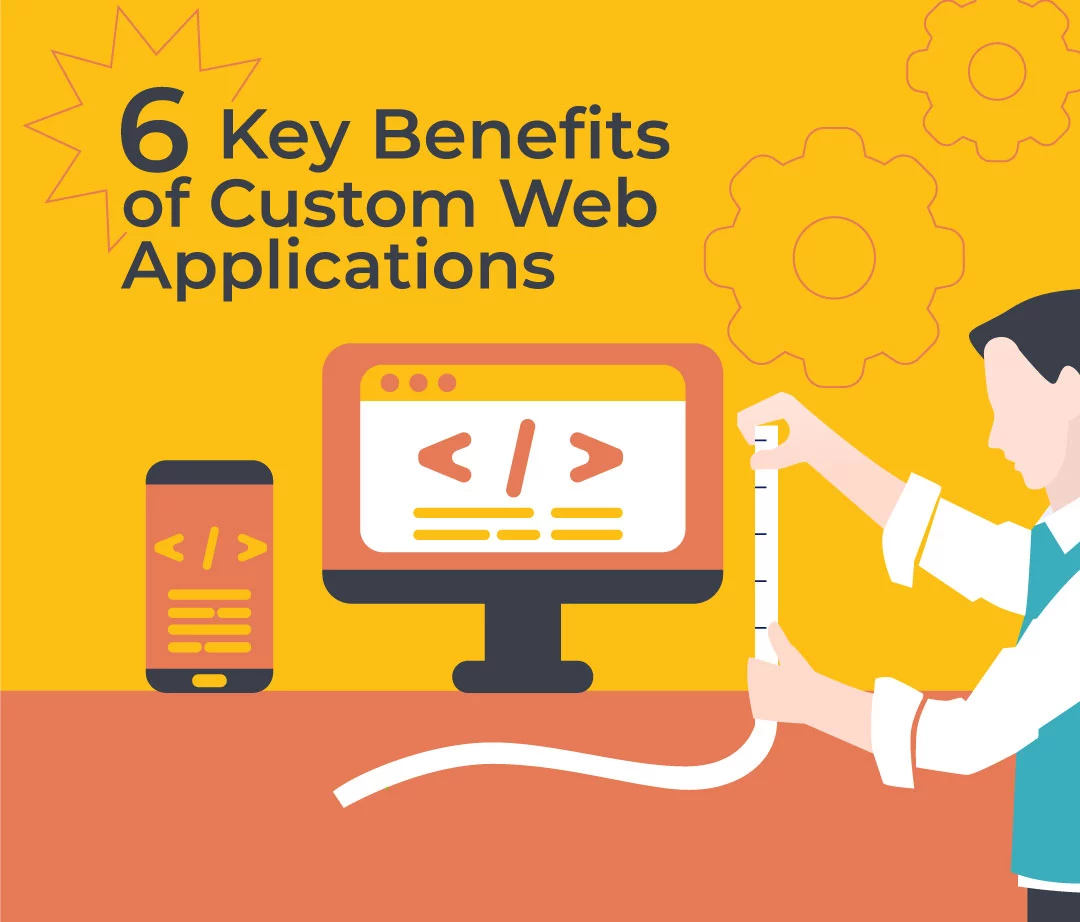 6 Key Benefits
of Custom Web
Applications
</ >
</ >